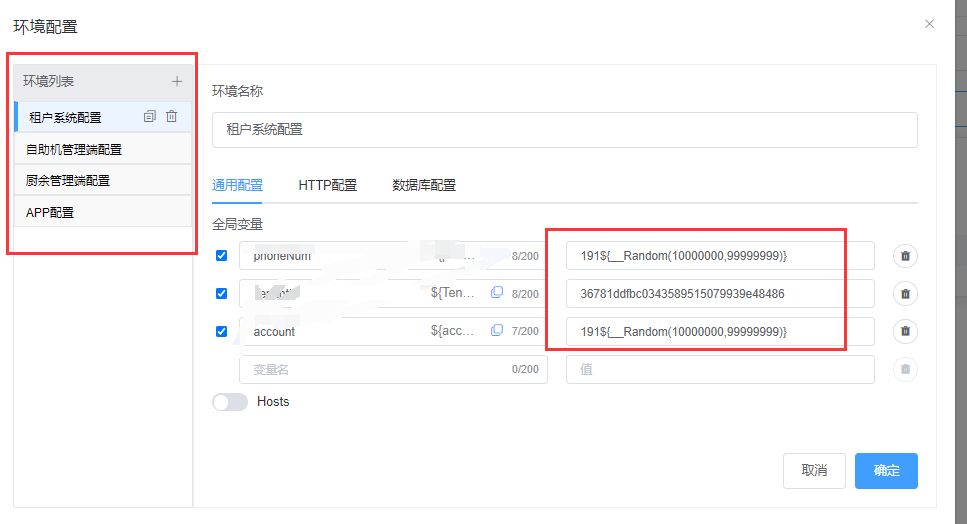 环境配置
环境列表
租户系统配置
自助机管理端配置
厨余管理端配置
APP配置
环境名称
租户系统配置
通用配置 HTTP配置 数据库配置
全局变量
phoneNum 8/200 191${__Random(10000000,99999999)}
${Ten... 8/200 36781ddfbc0343589515079939e48486
account ${acc... 7/200 191${__Random(10000000,99999999)}
变量名 0/200 值
Hosts
取消 确定